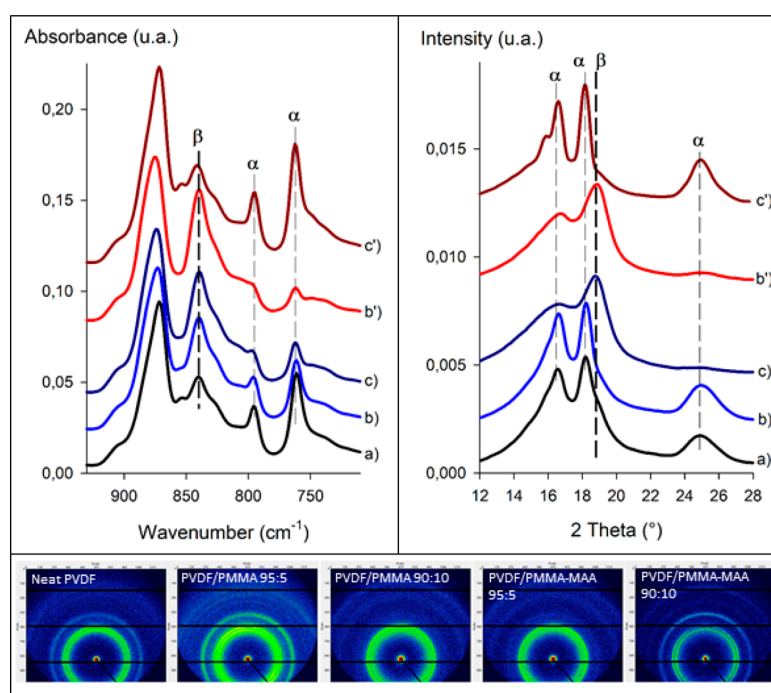 Absorbance (u.a.)
0,20
0,15
0,10
0,05
0,00
β
α
α
c')
b')
c)
b)
a)
900
850
800
750
Wavenumber (cm⁻¹)
Intensity (u.a.)
0,015
0,010
0,005
0,000
α
α
β
α
c')
b')
c)
b)
a)
12
14
16
18
20
22
24
26
28
2 Theta (°)
Neat PVDF
PVDF/PMMA 95:5
PVDF/PMMA 90:10
PVDF/PMMA-MAA
95:5
PVDF/PMMA-MAA
90:10